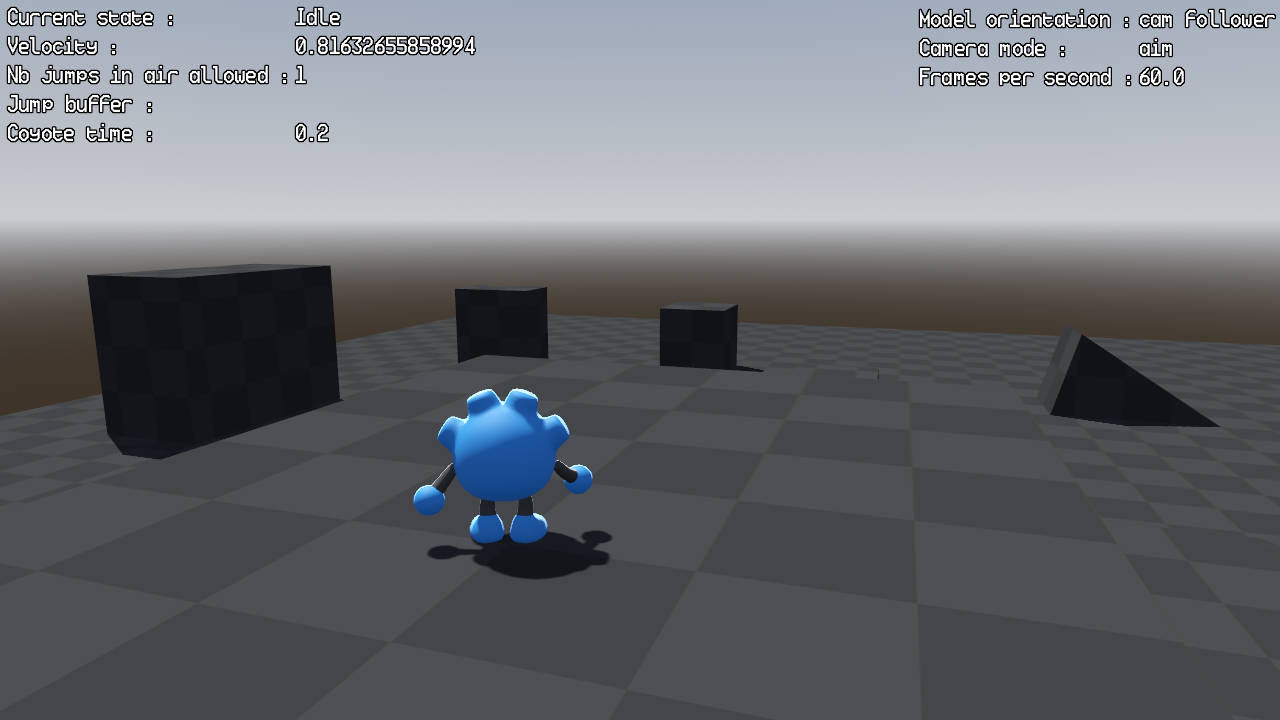 Current state : Idle
Velocity : 0.81632655858994
Nb jumps in air allowed : 1
Jump buffer :
Coyote time : 0.2
Model orientation : cam follower
Camera mode : aim
Frames per second : 60.0